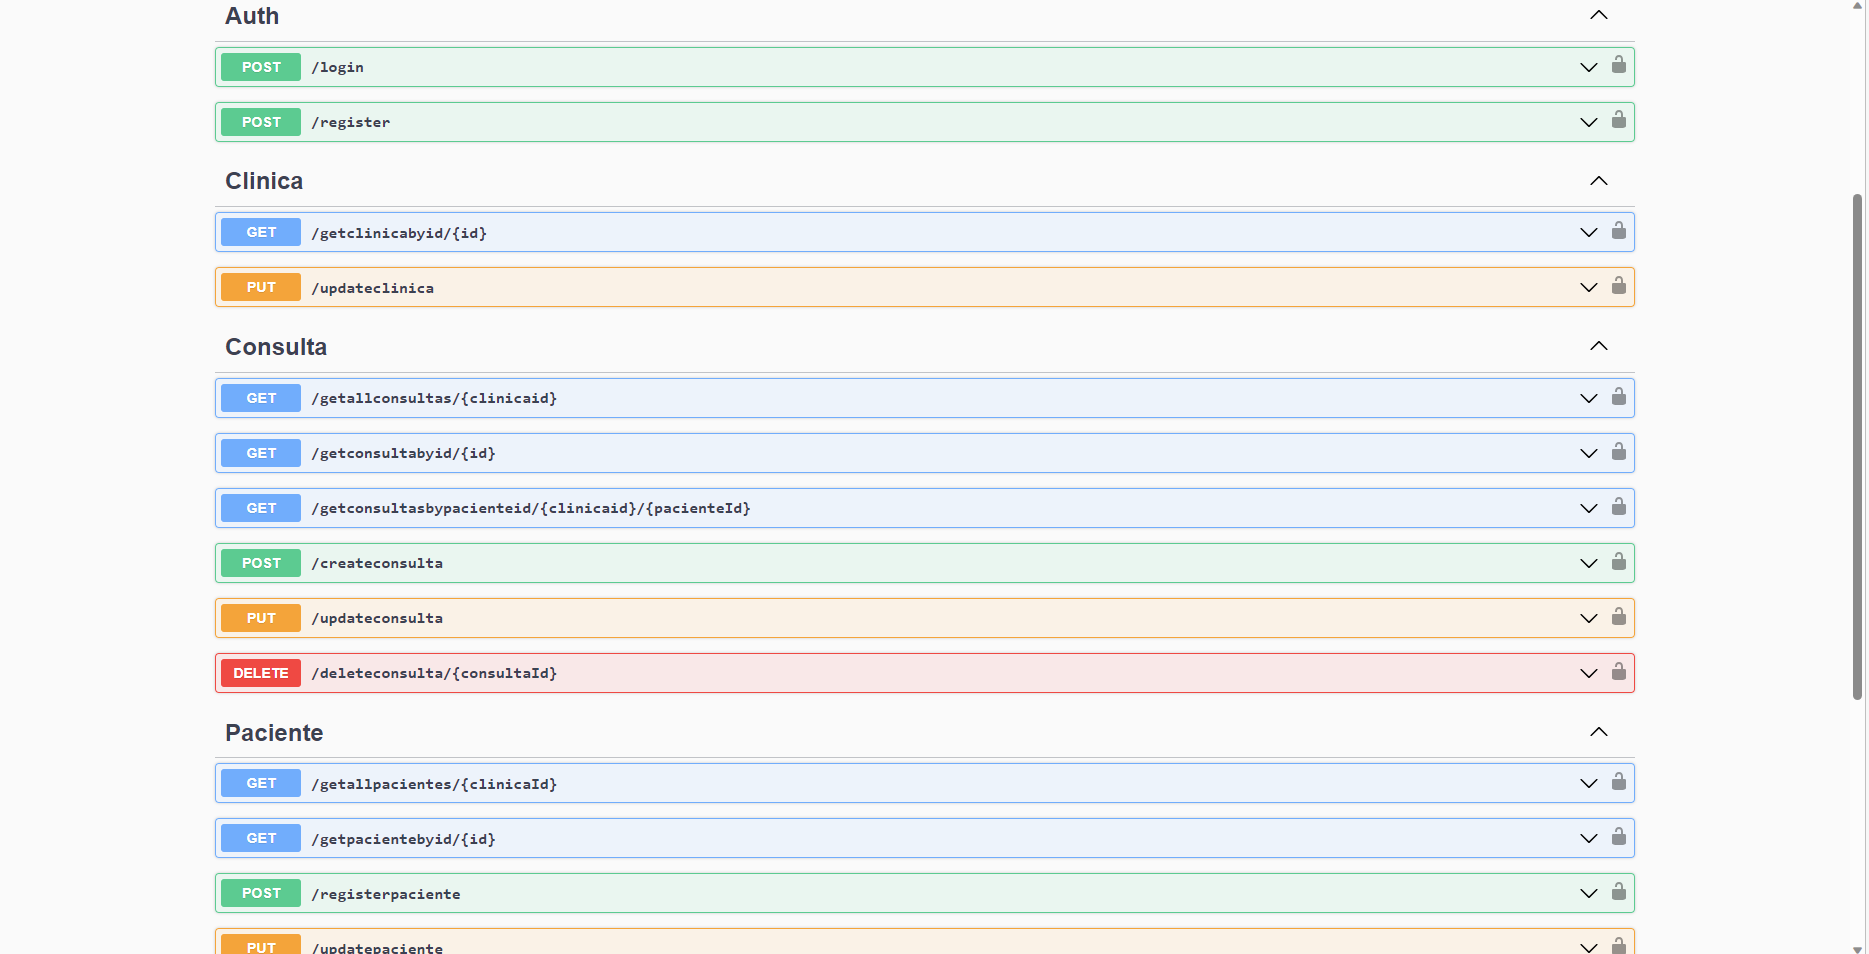 Auth
POST /login
POST /register
Clinica
GET /getclinicabyid/{id}
PUT /updateclinica
Consulta
GET /getallconsultas/{clinicaid}
GET /getconsultabyid/{id}
GET /getconsultasbypacienteid/{clinicaid}/{pacienteId}
POST /createconsulta
PUT /updateconsulta
DELETE /deleteconsulta/{consultaId}
Paciente
GET /getallpacientes/{clinicaId}
GET /getpacientebyid/{id}
POST /registerpaciente
PUT /updatepaciente